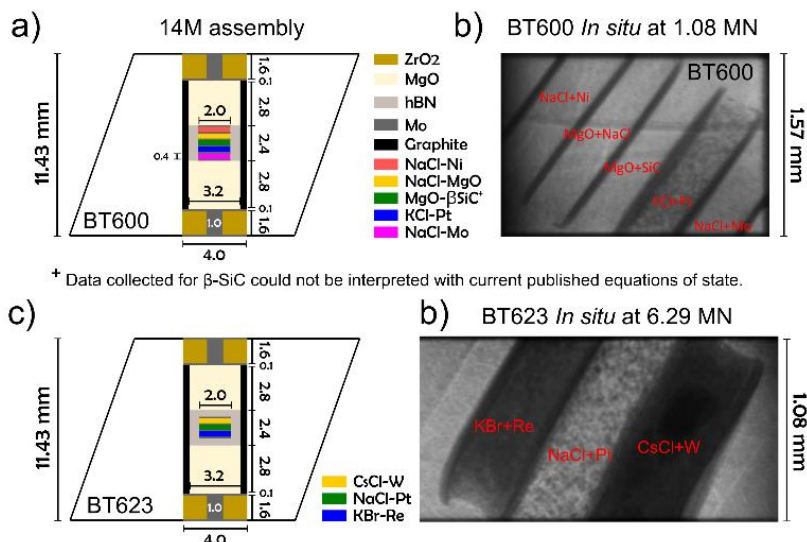 a)
14M assembly
11.43 mm
BT600
2.0
0.4
3.2
1.0
4.0
1.6
0.1
2.8
2.4
2.8
0.1
1.6
ZrO2
MgO
hBN
Mo
Graphite
NaCl-Ni
NaCl-MgO
MgO-βSiC+
KCl-Pt
NaCl-Mo
b)
BT600 In situ at 1.08 MN
BT600
NaCl+Ni
MgO+NaCl
MgO+SiC
KCl+Pt
NaCl+Mo
1.57 mm
+ Data collected for β-SiC could not be interpreted with current published equations of state.
c)
11.43 mm
BT623
2.0
3.2
1.0
4.0
1.6
0.1
2.8
2.4
2.8
0.1
1.6
CsCl-W
NaCl-Pt
KBr-Re
b)
BT623 In situ at 6.29 MN
KBr+Re
NaCl+Pt
CsCl+W
1.08 mm